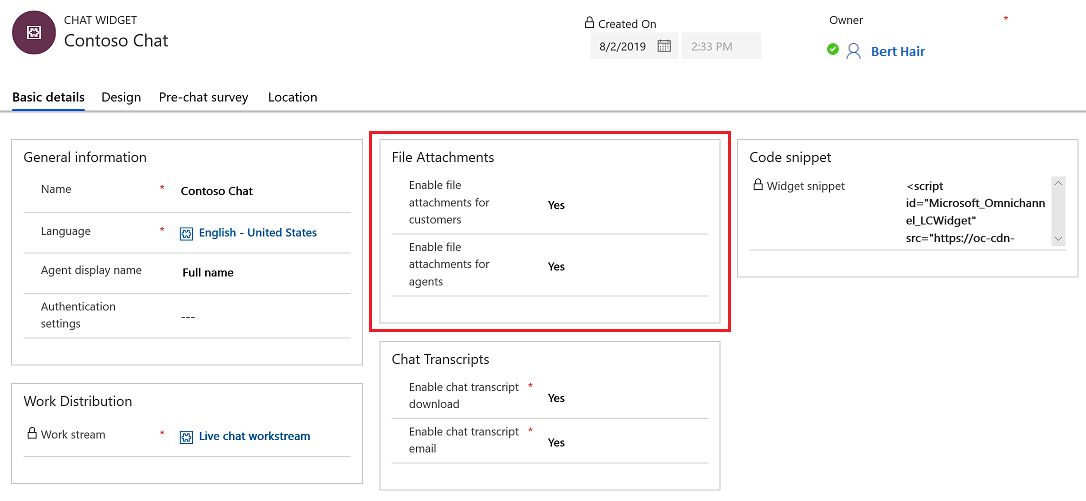 CHAT WIDGET
Contoso Chat
Created On
8/2/2019
2:33 PM
Owner
*
Bert Hair
Basic details
Design
Pre-chat survey
Location
General information
Name
*
Contoso Chat
Language
*
English - United States
Agent display name
Full name
Authentication
settings
---
Work Distribution
Work stream
*
Live chat workstream
File Attachments
Enable file
attachments for
customers
Yes
Enable file
attachments for
agents
Yes
Chat Transcripts
Enable chat transcript *
download
Yes
Enable chat transcript *
email
Yes
Code snippet
Widget snippet
<script
id="Microsoft_Omnichann
el_LCWidget"
src="https://oc-cdn-